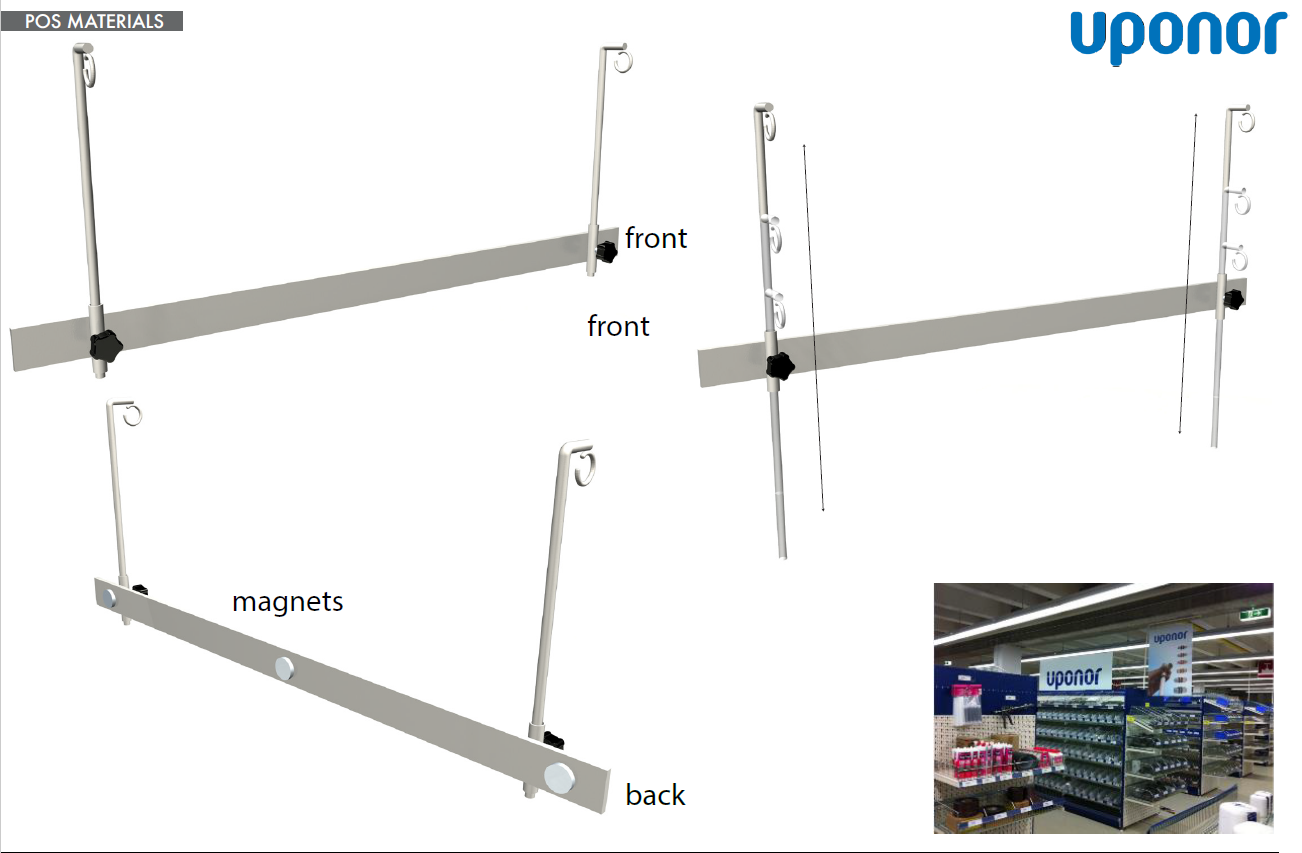 POS MATERIALS
uponor
front
front
magnets
back
uponor
uponor